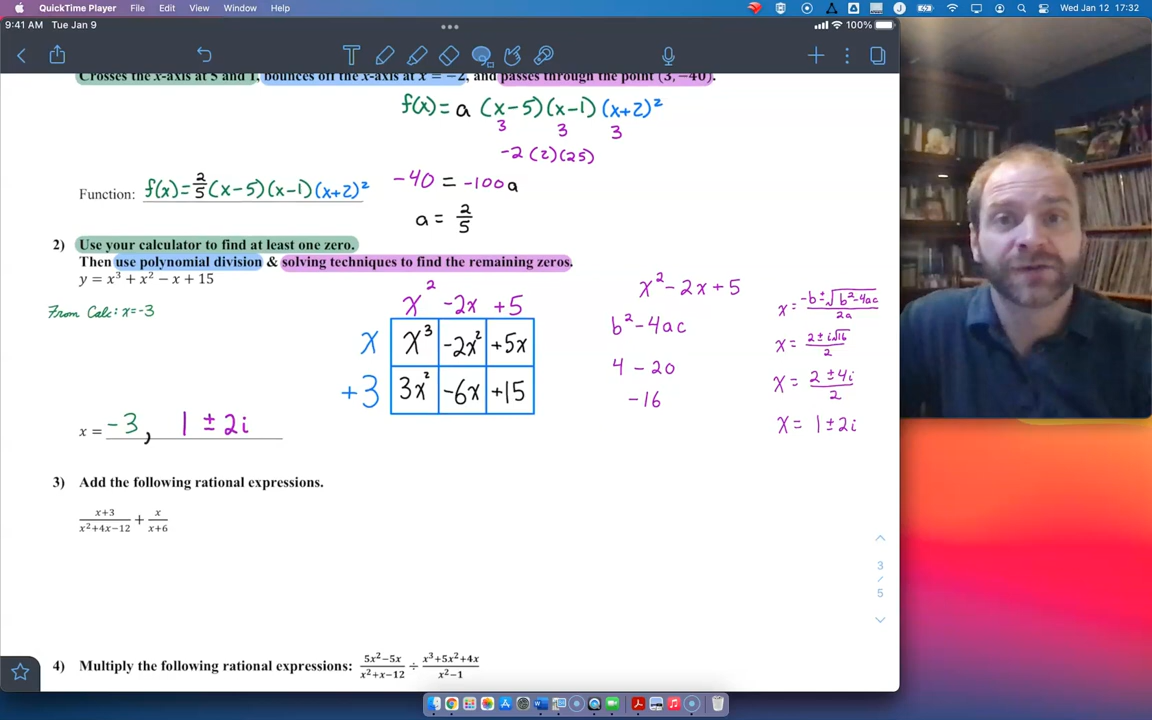 QuickTime Player File Edit View Window Help Wed Jan 12 17:32
9:41 AM Tue Jan 9 100%
Crosses the x-axis at 5 and 1, bounces off the x-axis at x = −2, and passes through the point (3, −40).
f(x) = a (x−5)(x−1)(x+2)²
3 3 3
-2 (2)(25)
Function: f(x) = 2/5 (x−5)(x−1)(x+2)²
-40 = -100a
a = 2/5
2) Use your calculator to find at least one zero.
Then use polynomial division & solving techniques to find the remaining zeros.
y = x³ + x² − x + 15
From Calc: x=-3
x² -2x +5
x x³ -2x² +5x
+3 3x² -6x +15
x²-2x+5
b²-4ac
4 - 20
-16
x = -b±√b²-4ac / 2a
x = 2±i√16 / 2
x = 2±4i / 2
x = 1±2i
x = -3, 1 ± 2i
3) Add the following rational expressions.
x+3 / x²+4x−12 + x / x+6
3
/
5
4) Multiply the following rational expressions: 5x²−5x / x²+x−12 ÷ x³+5x²+4x / x²−1